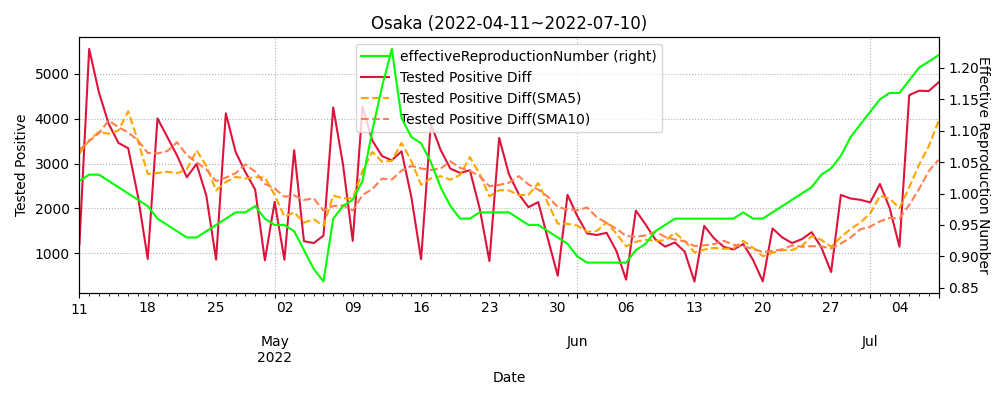 Osaka (2022-04-11~2022-07-10)
effectiveReproductionNumber (right)
Tested Positive Diff
Tested Positive Diff(SMA5)
Tested Positive Diff(SMA10)
Tested Positive
5000
4000
3000
2000
1000
Effective Reproduction Number
1.20
1.15
1.10
1.05
1.00
0.95
0.90
0.85
11 18 25 02 09 16 23 30 06 13 20 27 04
May Jun Jul
2022
Date